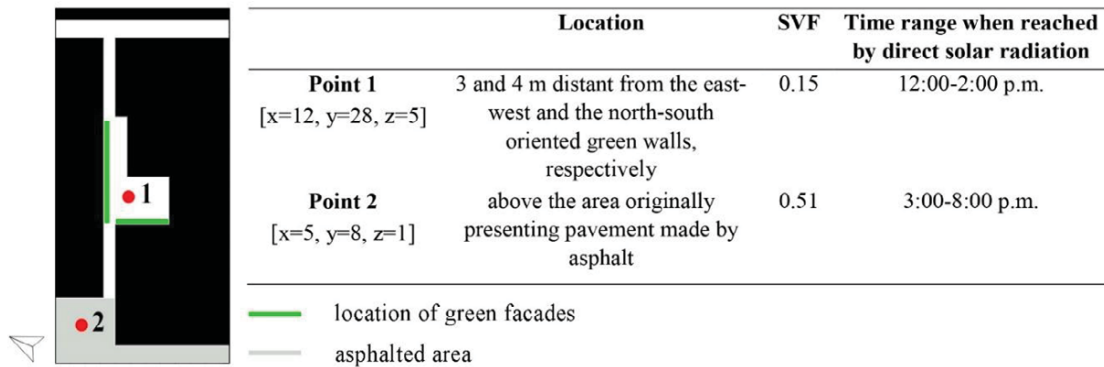 Location SVF Time range when reached
by direct solar radiation
Point 1 3 and 4 m distant from the east- 0.15 12:00-2:00 p.m.
[x=12, y=28, z=5] west and the north-south
oriented green walls,
respectively
Point 2 above the area originally 0.51 3:00-8:00 p.m.
[x=5, y=8, z=1] presenting pavement made by
asphalt
1
2
location of green facades
asphalted area